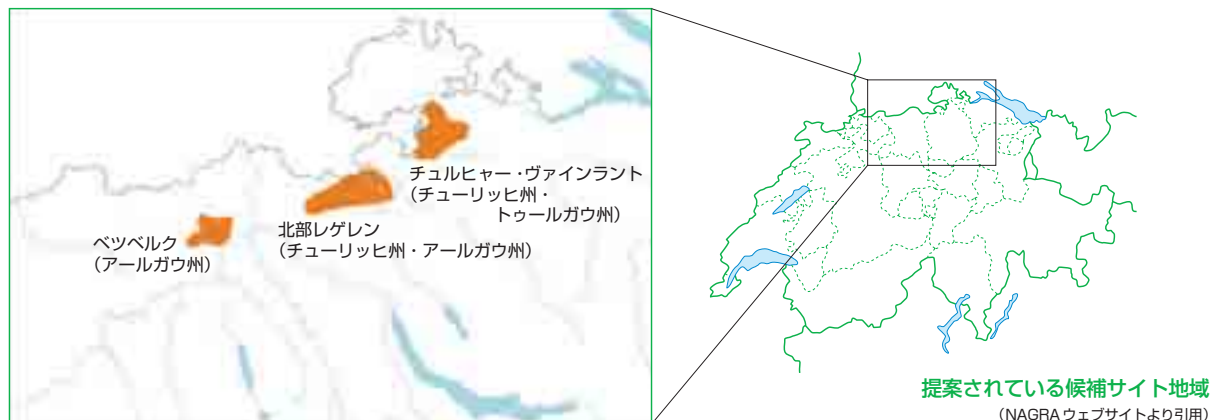 チュルヒャー・ヴァインラント
（チューリッヒ州・
トゥールガウ州）
北部レゲレン
（チューリッヒ州・アールガウ州）
ベツベルク
（アールガウ州）
提案されている候補サイト地域
（NAGRAウェブサイトより引用）